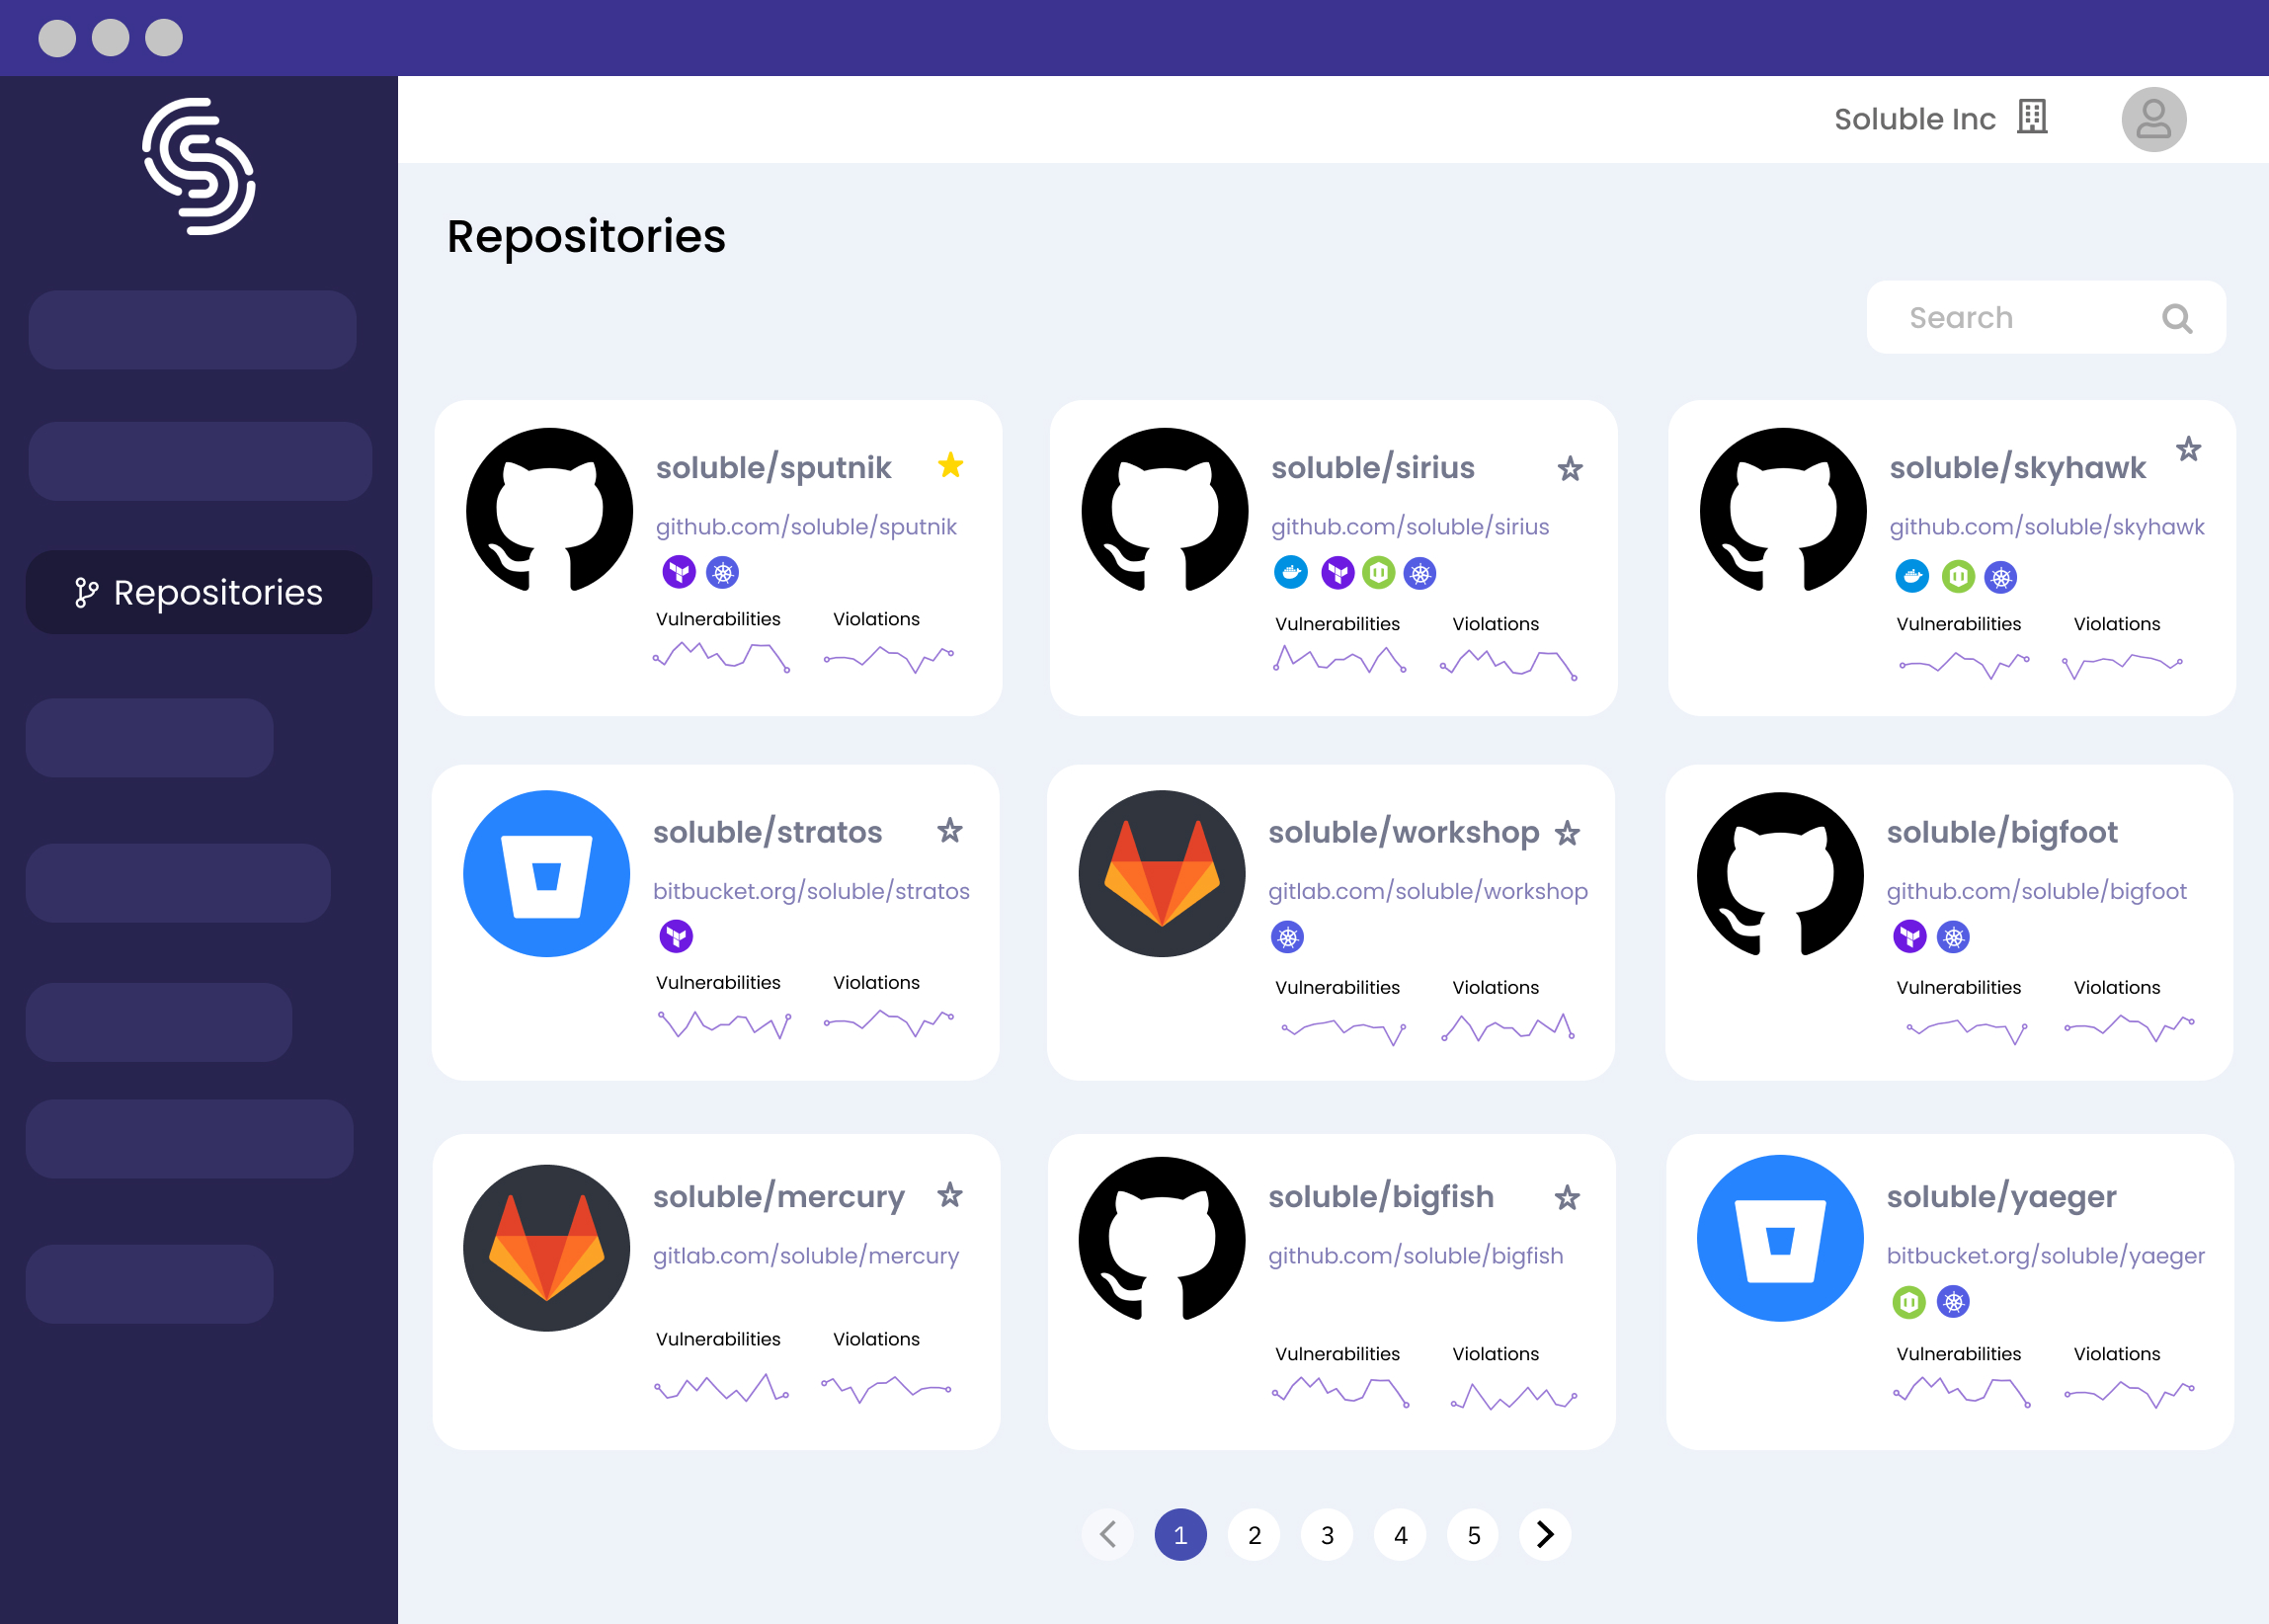 Soluble Inc
Repositories
Search
Repositories
soluble/sputnik
github.com/soluble/sputnik
Vulnerabilities Violations
soluble/sirius
github.com/soluble/sirius
Vulnerabilities Violations
soluble/skyhawk
github.com/soluble/skyhawk
Vulnerabilities Violations
soluble/stratos
bitbucket.org/soluble/stratos
Vulnerabilities Violations
soluble/workshop
gitlab.com/soluble/workshop
Vulnerabilities Violations
soluble/bigfoot
github.com/soluble/bigfoot
Vulnerabilities Violations
soluble/mercury
gitlab.com/soluble/mercury
Vulnerabilities Violations
soluble/bigfish
github.com/soluble/bigfish
Vulnerabilities Violations
soluble/yaeger
bitbucket.org/soluble/yaeger
Vulnerabilities Violations
1 2 3 4 5